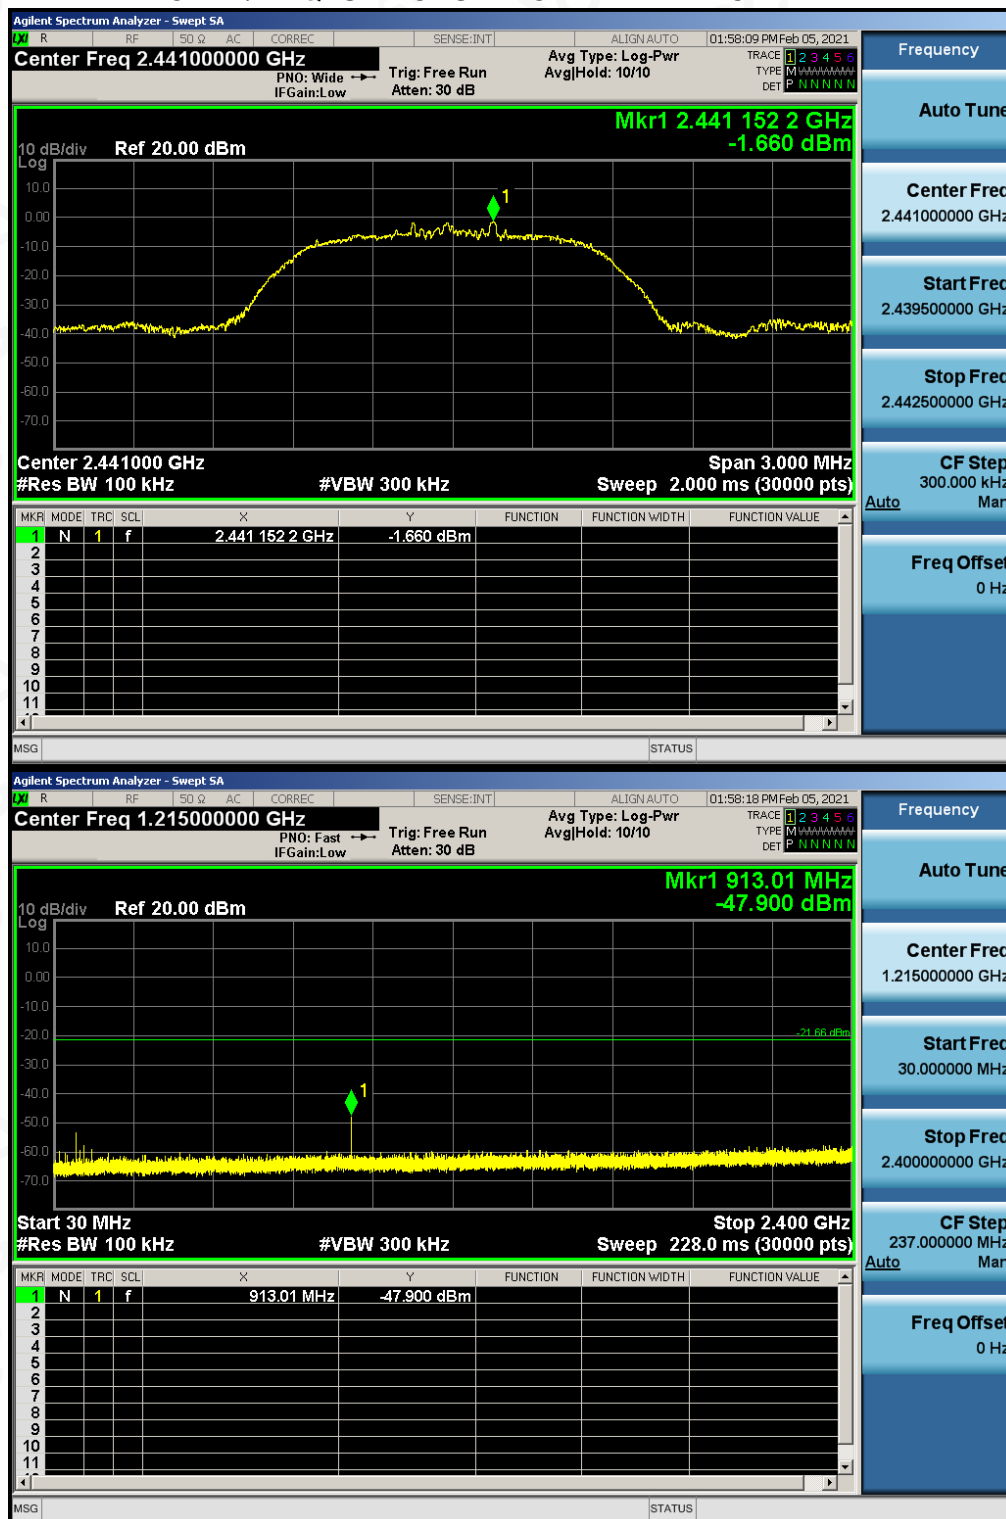 Agilent Spectrum Analyzer - Swept SA
LXI R RF 50 Ω AC CORREC SENSE:INT ALIGN AUTO 01:58:09 PM Feb 05, 2021
Center Freq 2.441000000 GHz
PNO: Wide
IFGain:Low
Trig: Free Run
Atten: 30 dB
Avg Type: Log-Pwr
Avg|Hold: 10/10
TRACE 1 2 3 4 5 6
TYPE M WWWWW
DET P N N N N N
Mkr1 2.441 152 2 GHz
-1.660 dBm
10 dB/div Ref 20.00 dBm
Log
10.0
0.00
-10.0
-20.0
-30.0
-40.0
-50.0
-60.0
-70.0
1
Center 2.441000 GHz Span 3.000 MHz
#Res BW 100 kHz #VBW 300 kHz Sweep 2.000 ms (30000 pts)
MKR MODE TRC SCL X Y FUNCTION FUNCTION WIDTH FUNCTION VALUE
1 N 1 f 2.441 152 2 GHz -1.660 dBm
2
3
4
5
6
7
8
9
10
11
MSG STATUS
Frequency
Auto Tune
Center Freq
2.441000000 GHz
Start Freq
2.439500000 GHz
Stop Freq
2.442500000 GHz
CF Step
300.000 kHz
Auto Man
Freq Offset
0 Hz
Agilent Spectrum Analyzer - Swept SA
LXI R RF 50 Ω AC CORREC SENSE:INT ALIGN AUTO 01:58:18 PM Feb 05, 2021
Center Freq 1.215000000 GHz
PNO: Fast
IFGain:Low
Trig: Free Run
Atten: 30 dB
Avg Type: Log-Pwr
Avg|Hold: 10/10
TRACE 1 2 3 4 5 6
TYPE M WWWWW
DET P N N N N N
Mkr1 913.01 MHz
-47.900 dBm
10 dB/div Ref 20.00 dBm
Log
10.0
0.00
-10.0
-20.0
-30.0
-40.0
-50.0
-60.0
-70.0
-21.66 dBm
1
Start 30 MHz Stop 2.400 GHz
#Res BW 100 kHz #VBW 300 kHz Sweep 228.0 ms (30000 pts)
MKR MODE TRC SCL X Y FUNCTION FUNCTION WIDTH FUNCTION VALUE
1 N 1 f 913.01 MHz -47.900 dBm
2
3
4
5
6
7
8
9
10
11
MSG STATUS
Frequency
Auto Tune
Center Freq
1.215000000 GHz
Start Freq
30.000000 MHz
Stop Freq
2.400000000 GHz
CF Step
237.000000 MHz
Auto Man
Freq Offset
0 Hz